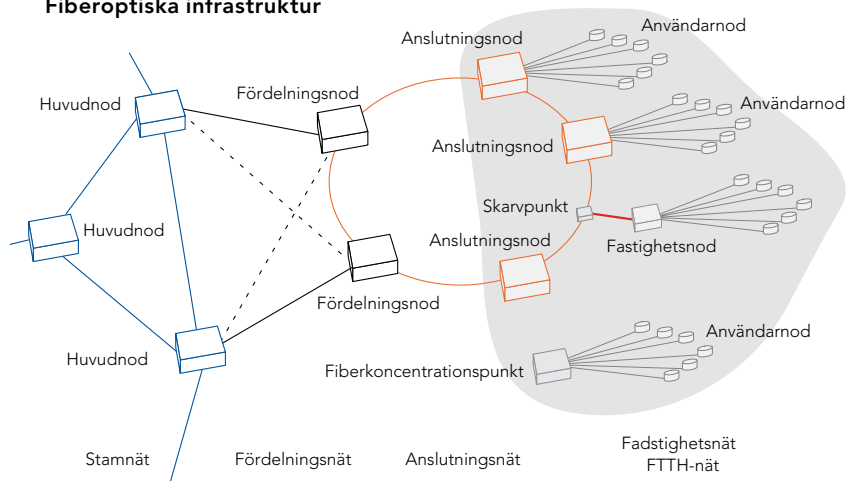 Fiberoptiska infrastruktur
Anslutningsnod
Användarnod
Huvudnod
Fördelningsnod
Användarnod
Anslutningsnod
Skarvpunkt
Huvudnod
Anslutningsnod
Fastighetsnod
Fördelningsnod
Användarnod
Huvudnod
Fiberkoncentrationspunkt
Stamnät
Fördelningsnät
Anslutningsnät
Fadstighetsnät
FTTH-nät